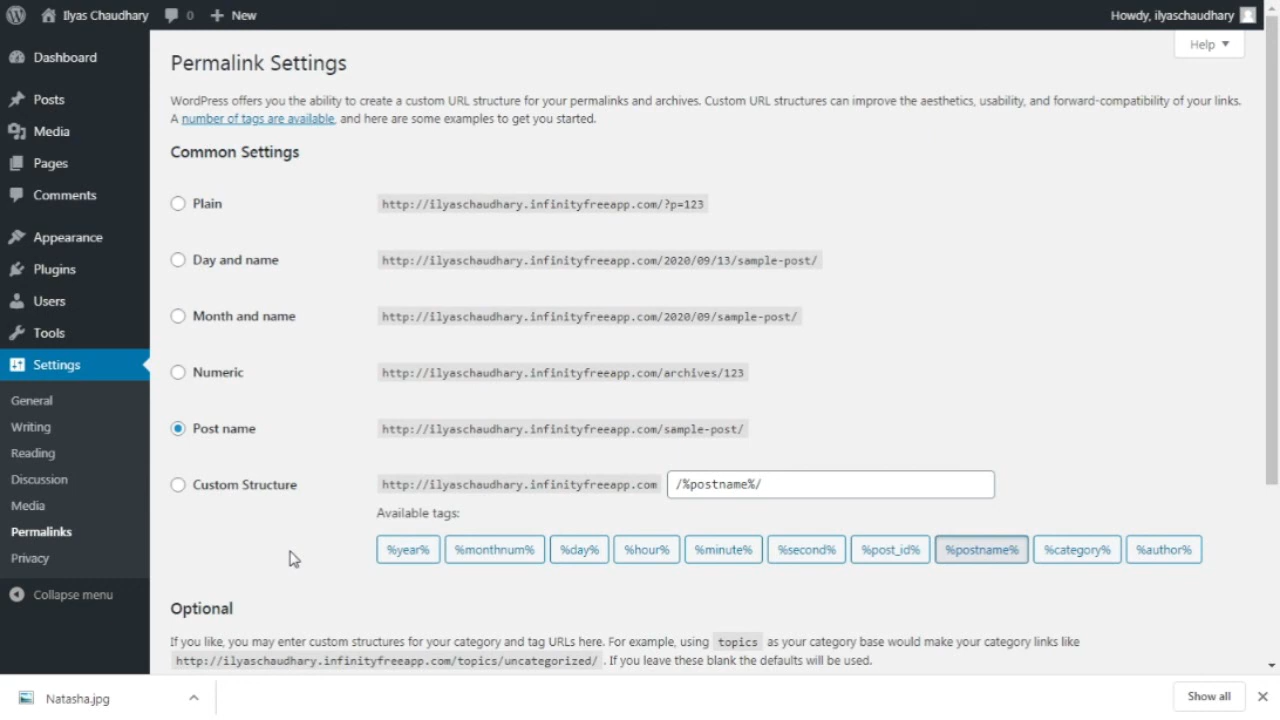 Ilyas Chaudhary 0 New Howdy, ilyaschaudhary
Help
Dashboard
Posts
Media
Pages
Comments
Appearance
Plugins
Users
Tools
Settings
General
Writing
Reading
Discussion
Media
Permalinks
Privacy
Collapse menu
Permalink Settings
WordPress offers you the ability to create a custom URL structure for your permalinks and archives. Custom URL structures can improve the aesthetics, usability, and forward-compatibility of your links.
A number of tags are available, and here are some examples to get you started.
Common Settings
Plain http://ilyaschaudhary.infinityfreeapp.com/?p=123
Day and name http://ilyaschaudhary.infinityfreeapp.com/2020/09/13/sample-post/
Month and name http://ilyaschaudhary.infinityfreeapp.com/2020/09/sample-post/
Numeric http://ilyaschaudhary.infinityfreeapp.com/archives/123
Post name http://ilyaschaudhary.infinityfreeapp.com/sample-post/
Custom Structure http://ilyaschaudhary.infinityfreeapp.com /%postname%/
Available tags:
%year% %monthnum% %day% %hour% %minute% %second% %post_id% %postname% %category% %author%
Optional
If you like, you may enter custom structures for your category and tag URLs here. For example, using topics as your category base would make your category links like
http://ilyaschaudhary.infinityfreeapp.com/topics/uncategorized/ . If you leave these blank the defaults will be used.
Natasha.jpg Show all